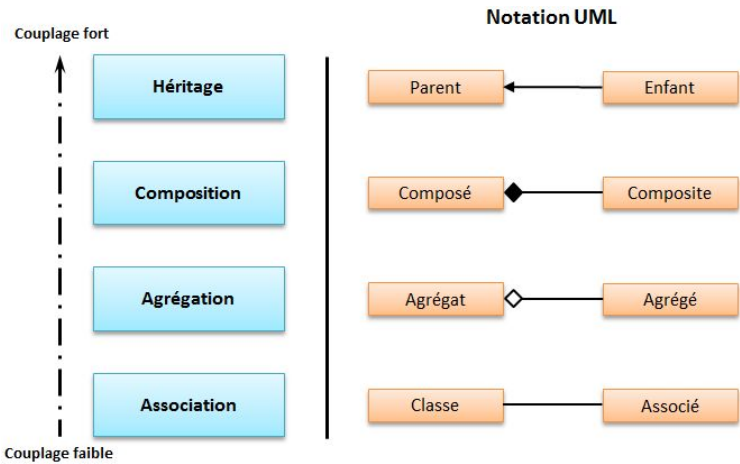 Notation UML
Couplage fort
Héritage
Parent
Enfant
Composition
Composé
Composite
Agrégation
Agrégat
Agrégé
Association
Classe
Associé
Couplage faible